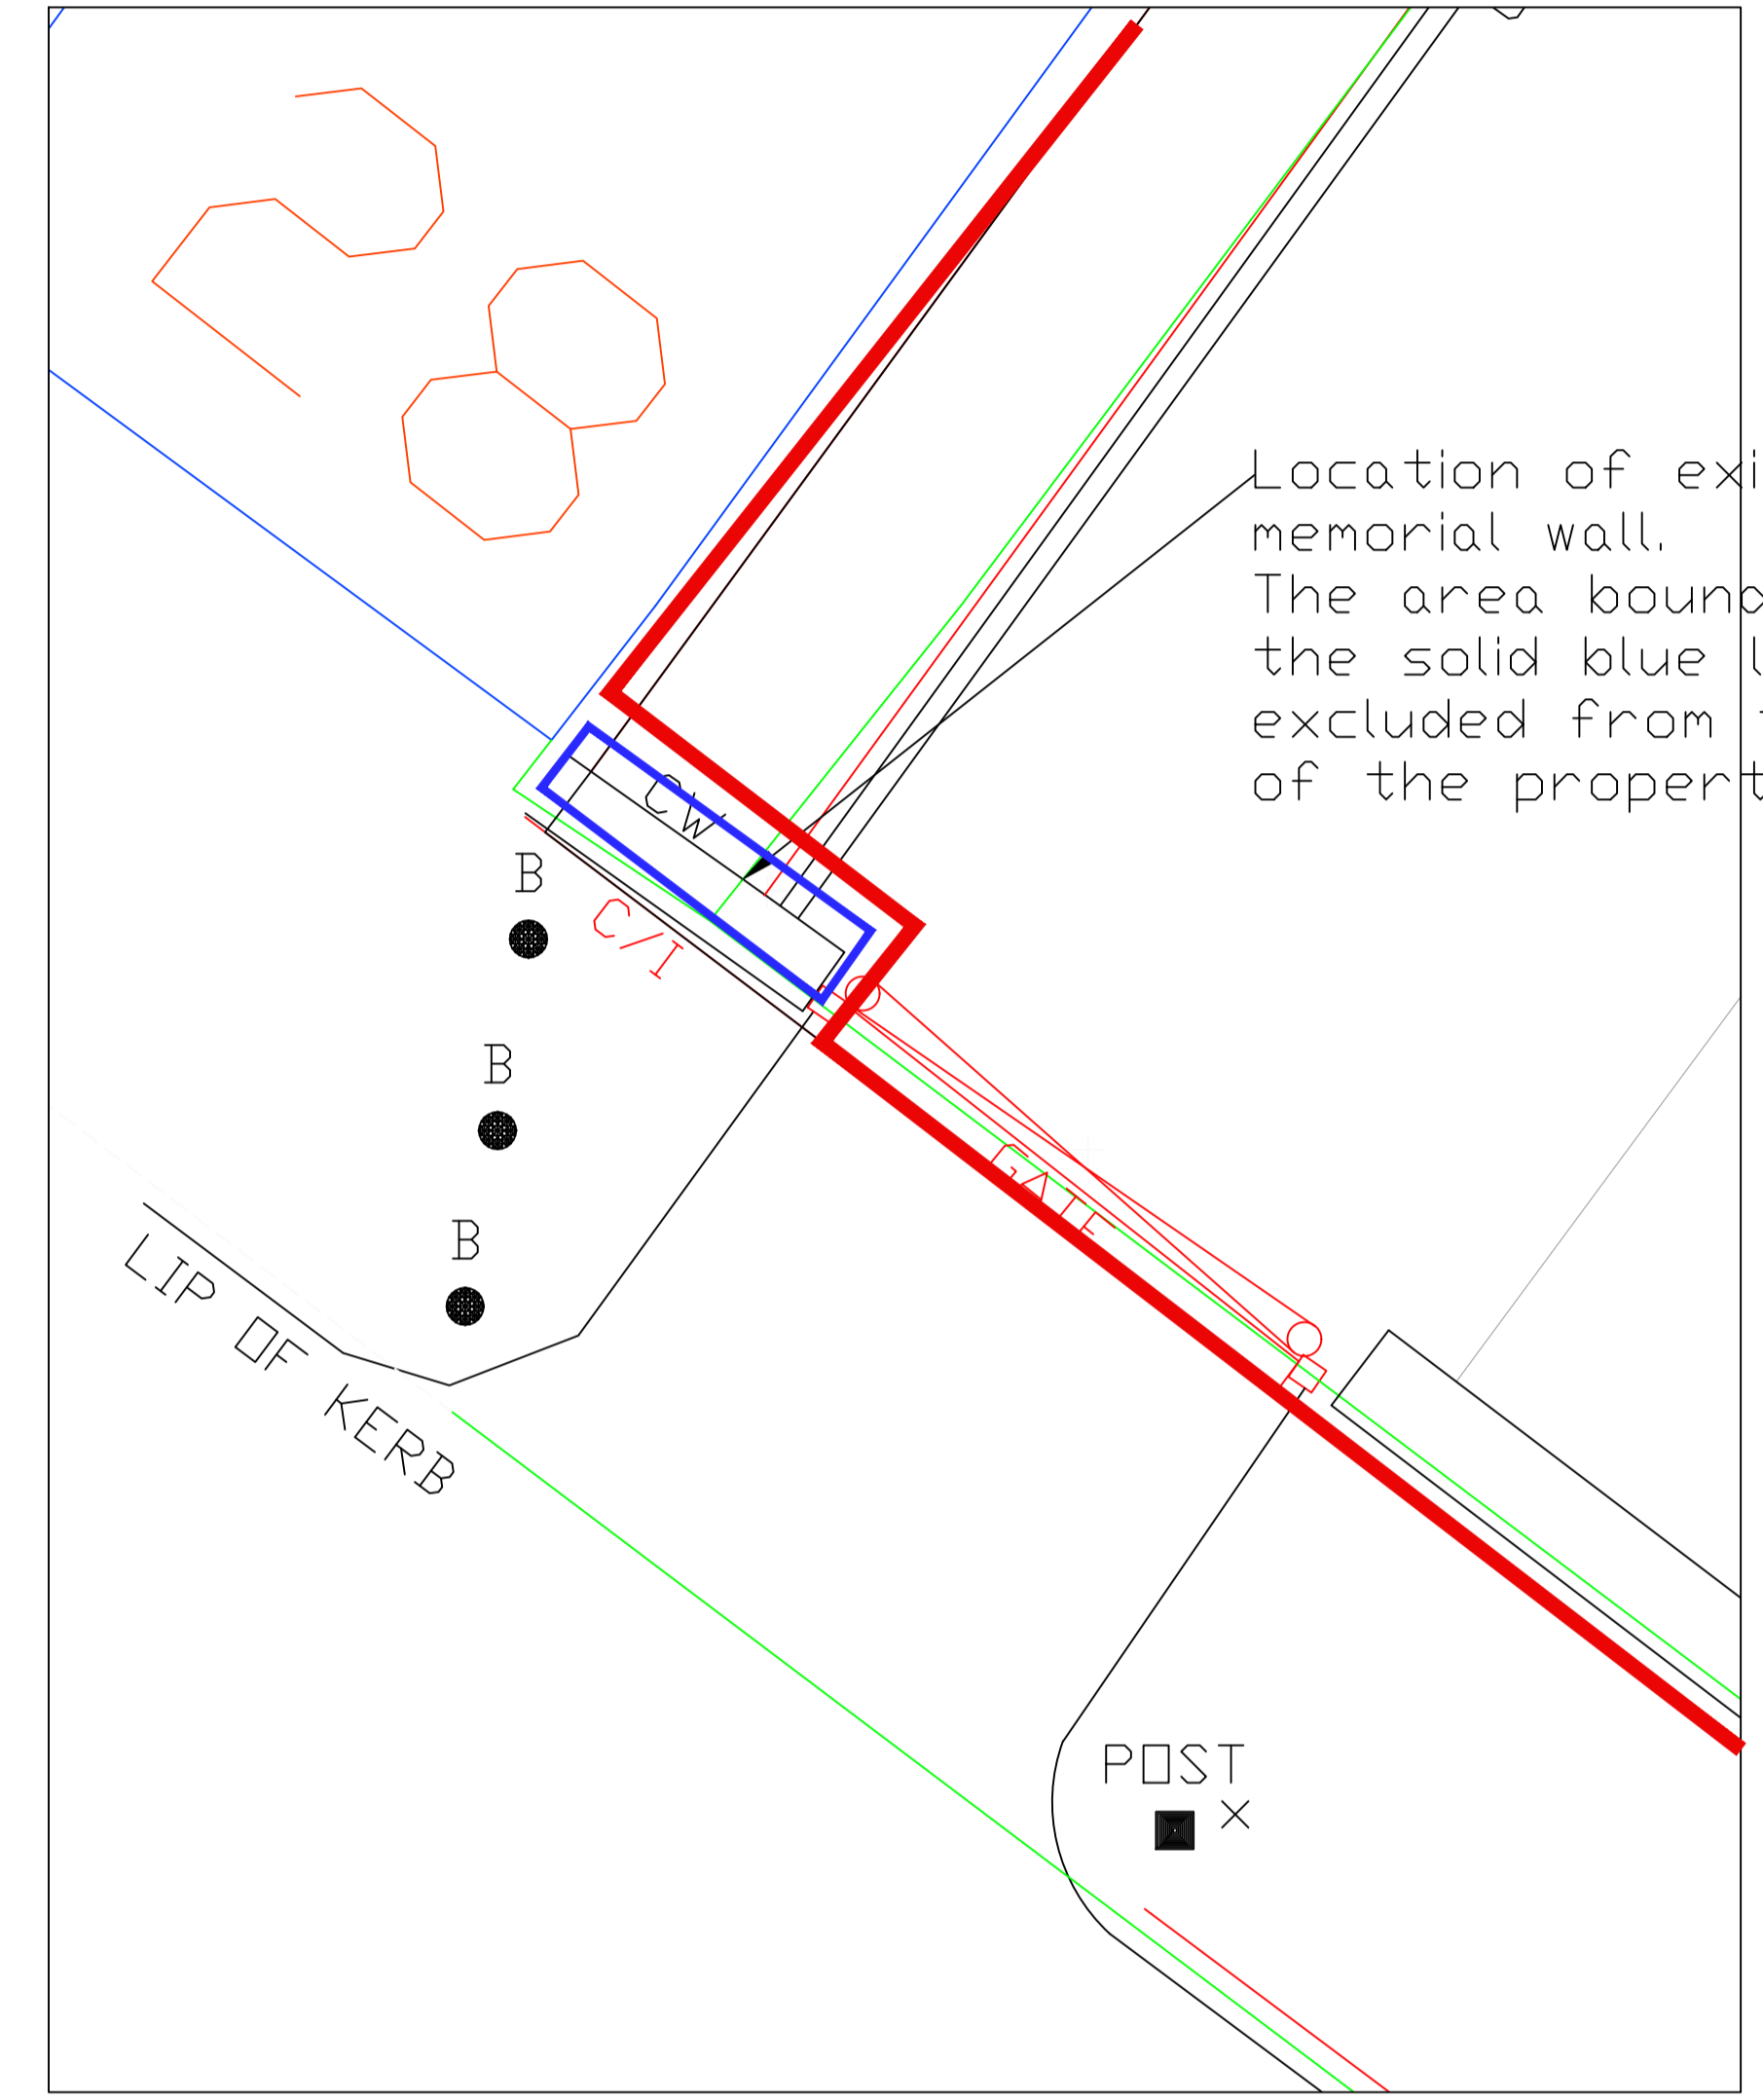 28
Location of exi
memorial wall.
The area bound
the solid blue l
excluded from t
of the propert
CW
B
C/I
B
GATE
B
LIP OF KERB
POST